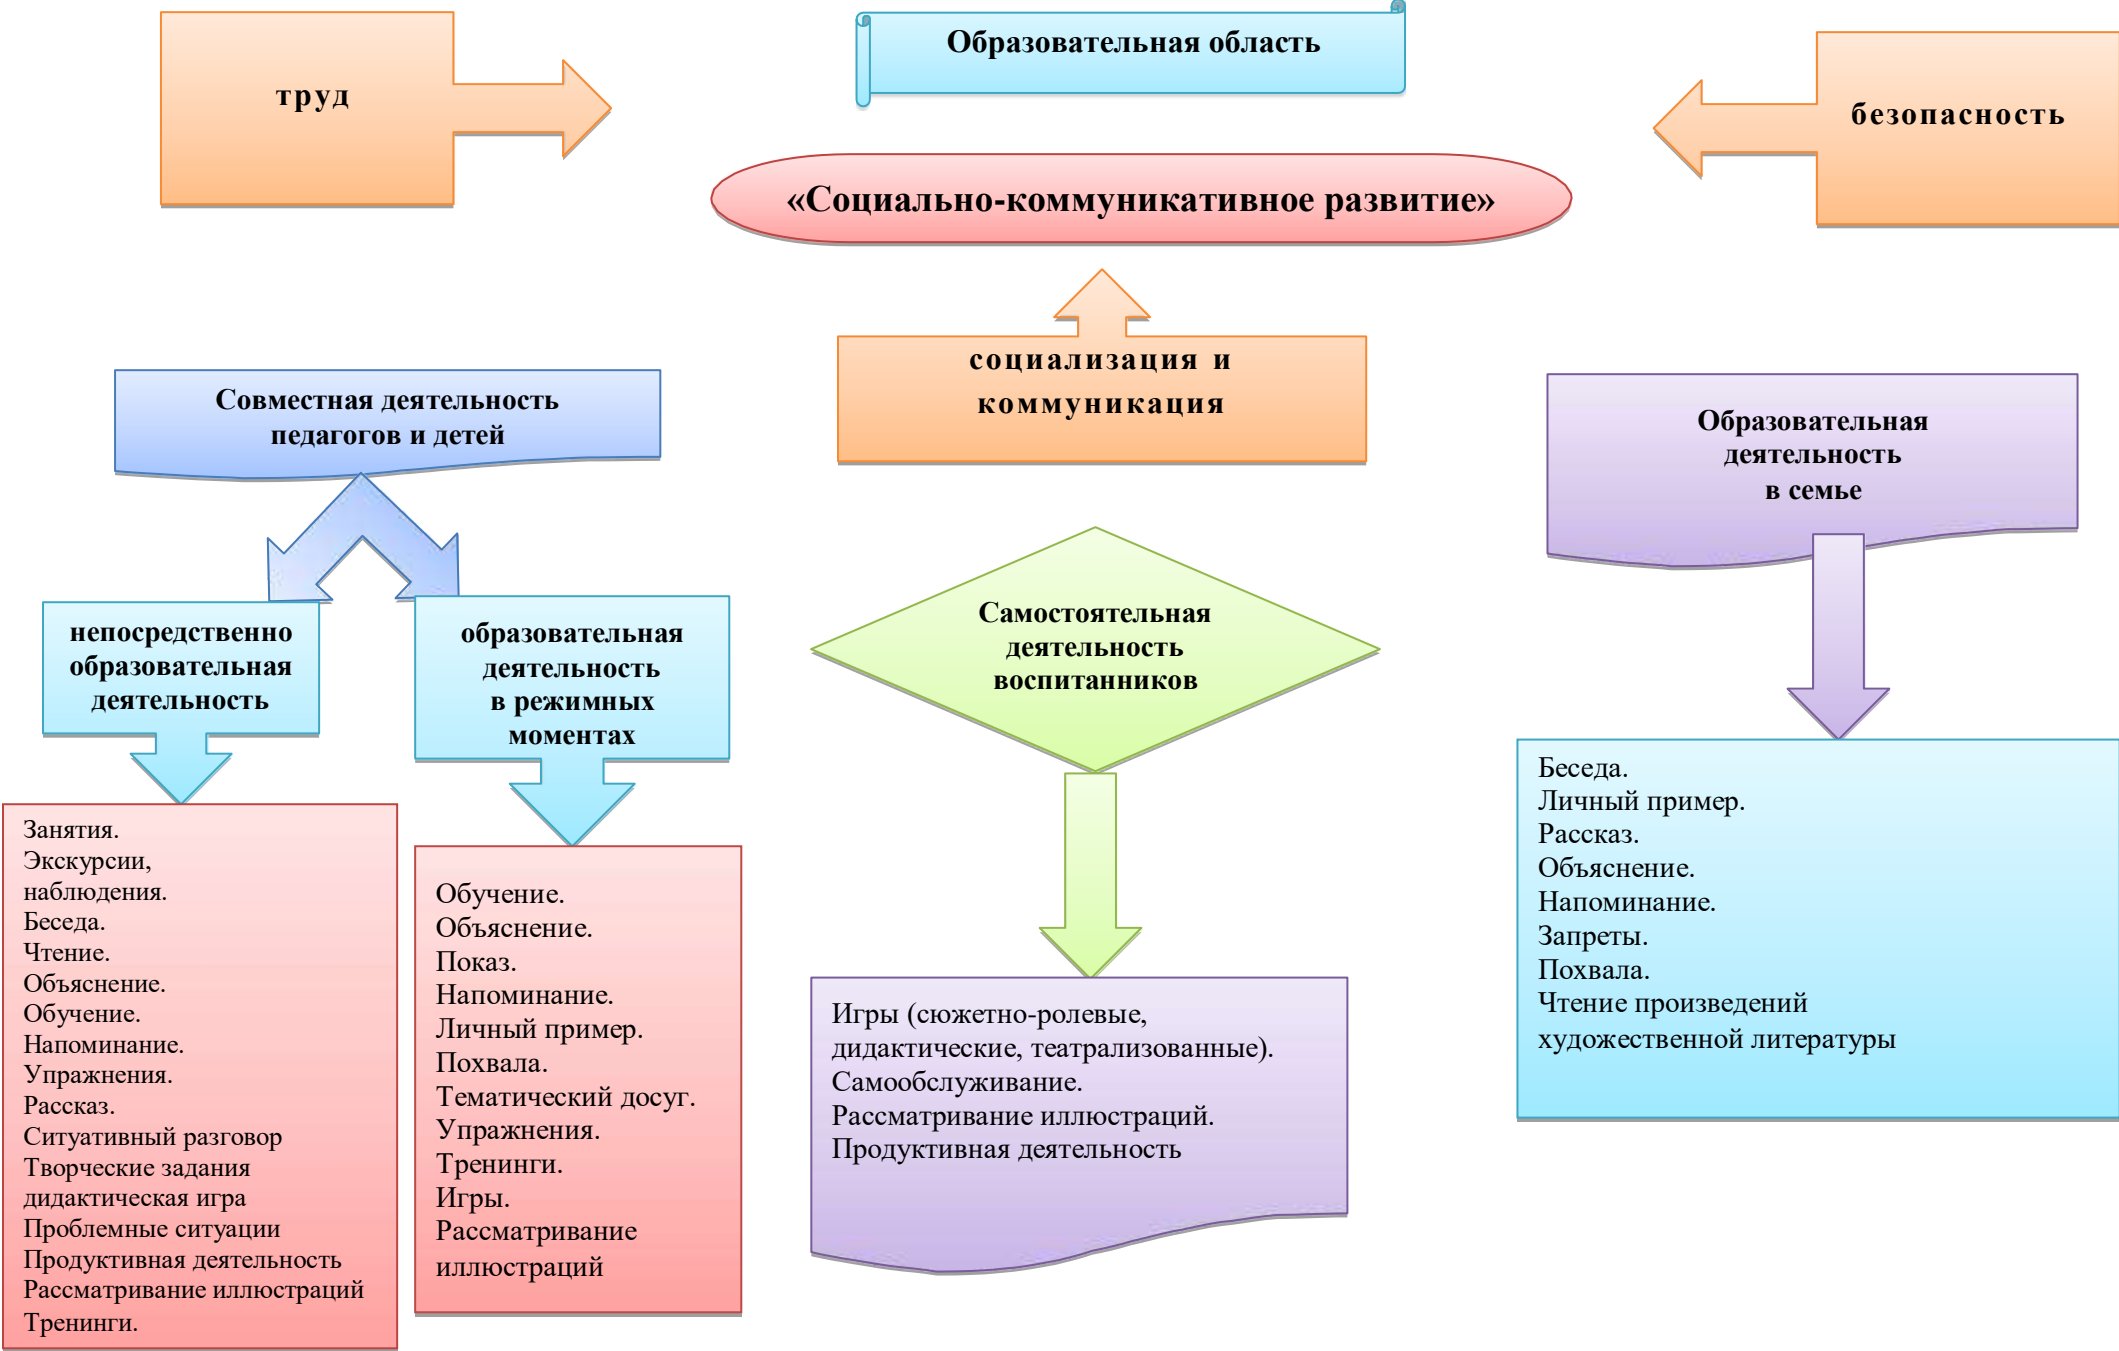 труд
Образовательная область
безопасность
«Социально-коммуникативное развитие»
социализация и
коммуникация
Совместная деятельность
педагогов и детей
непосредственно
образовательная
деятельность
образовательная
деятельность
в режимных
моментах
Занятия.
Экскурсии,
наблюдения.
Беседа.
Чтение.
Объяснение.
Обучение.
Напоминание.
Упражнения.
Рассказ.
Ситуативный разговор
Творческие задания
дидактическая игра
Проблемные ситуации
Продуктивная деятельность
Рассматривание иллюстраций
Тренинги.
Обучение.
Объяснение.
Показ.
Напоминание.
Личный пример.
Похвала.
Тематический досуг.
Упражнения.
Тренинги.
Игры.
Рассматривание
иллюстраций
Самостоятельная
деятельность
воспитанников
Игры (сюжетно-ролевые,
дидактические, театрализованные).
Самообслуживание.
Рассматривание иллюстраций.
Продуктивная деятельность
Образовательная
деятельность
в семье
Беседа.
Личный пример.
Рассказ.
Объяснение.
Напоминание.
Запреты.
Похвала.
Чтение произведений
художественной литературы